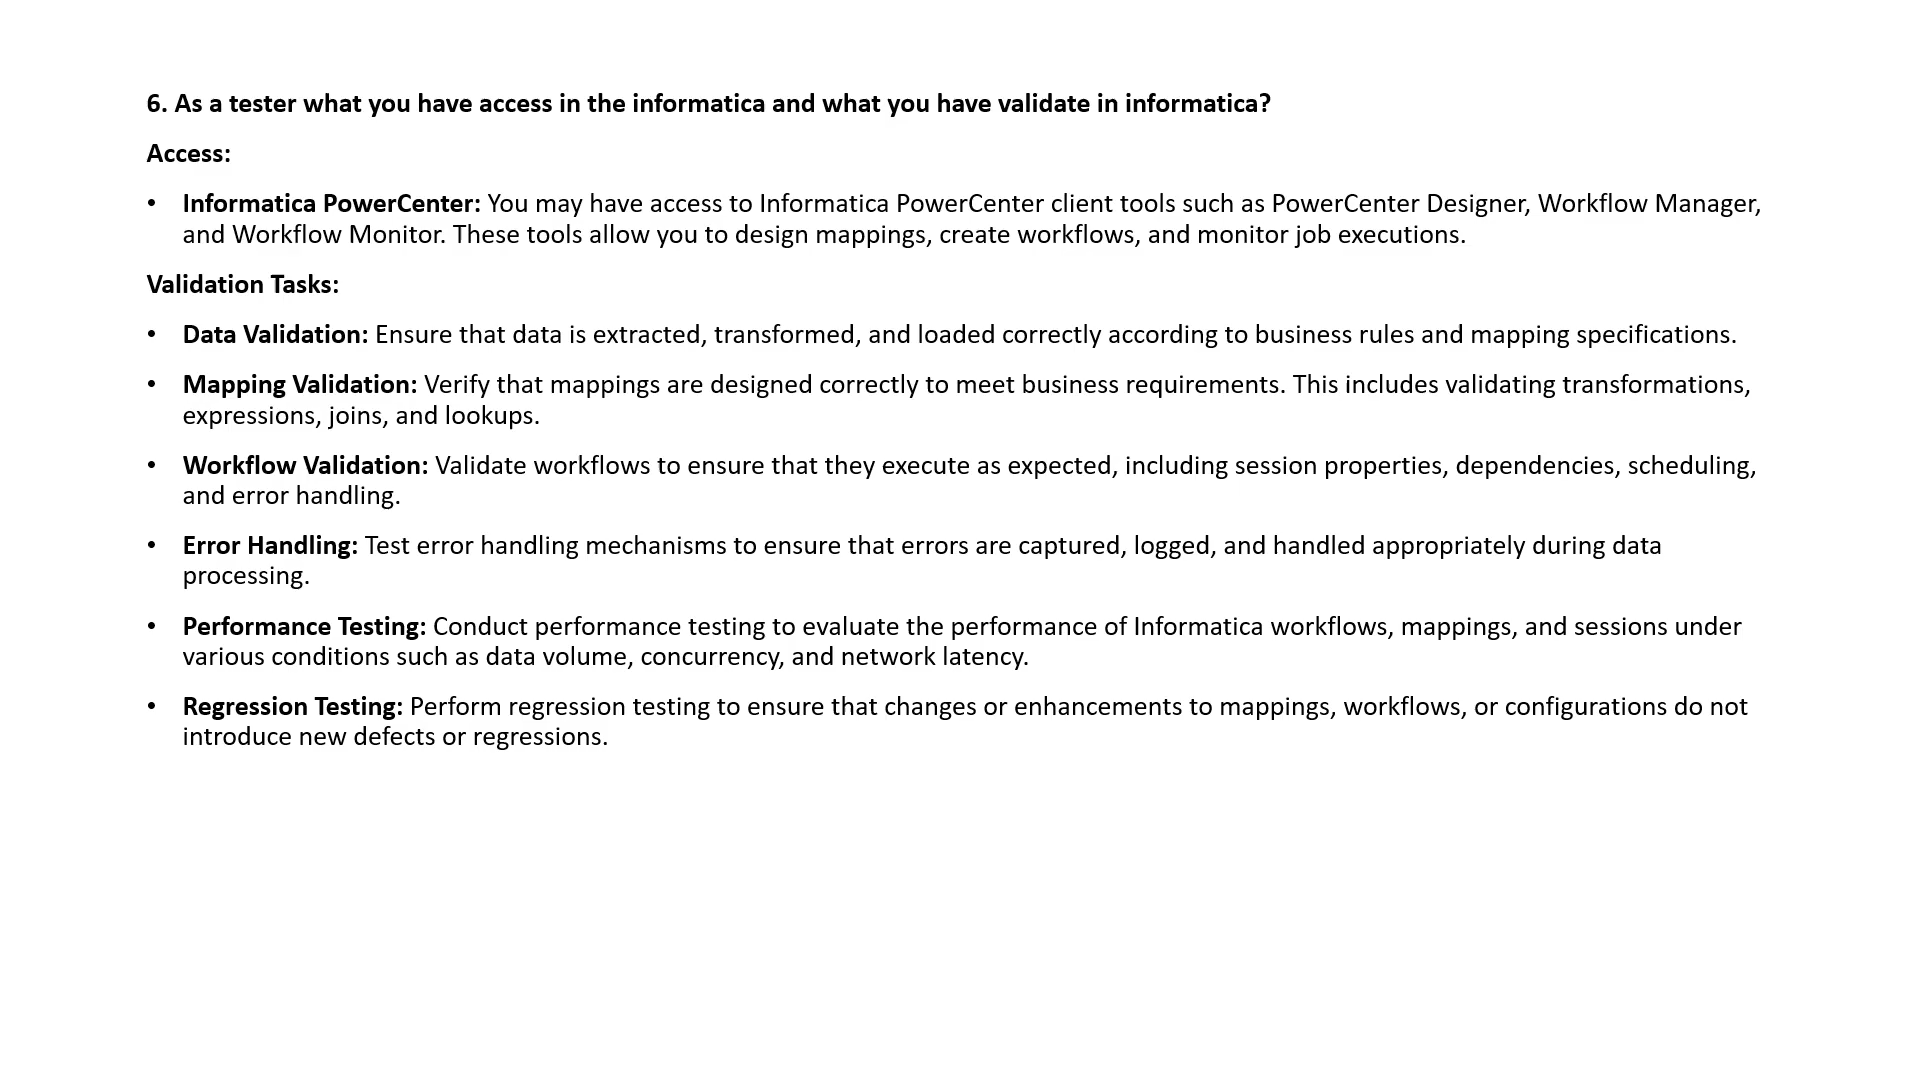 6. As a tester what you have access in the informatica and what you have validate in informatica?
Access:
• Informatica PowerCenter: You may have access to Informatica PowerCenter client tools such as PowerCenter Designer, Workflow Manager,
and Workflow Monitor. These tools allow you to design mappings, create workflows, and monitor job executions.
Validation Tasks:
• Data Validation: Ensure that data is extracted, transformed, and loaded correctly according to business rules and mapping specifications.
• Mapping Validation: Verify that mappings are designed correctly to meet business requirements. This includes validating transformations,
expressions, joins, and lookups.
• Workflow Validation: Validate workflows to ensure that they execute as expected, including session properties, dependencies, scheduling,
and error handling.
• Error Handling: Test error handling mechanisms to ensure that errors are captured, logged, and handled appropriately during data
processing.
• Performance Testing: Conduct performance testing to evaluate the performance of Informatica workflows, mappings, and sessions under
various conditions such as data volume, concurrency, and network latency.
• Regression Testing: Perform regression testing to ensure that changes or enhancements to mappings, workflows, or configurations do not
introduce new defects or regressions.